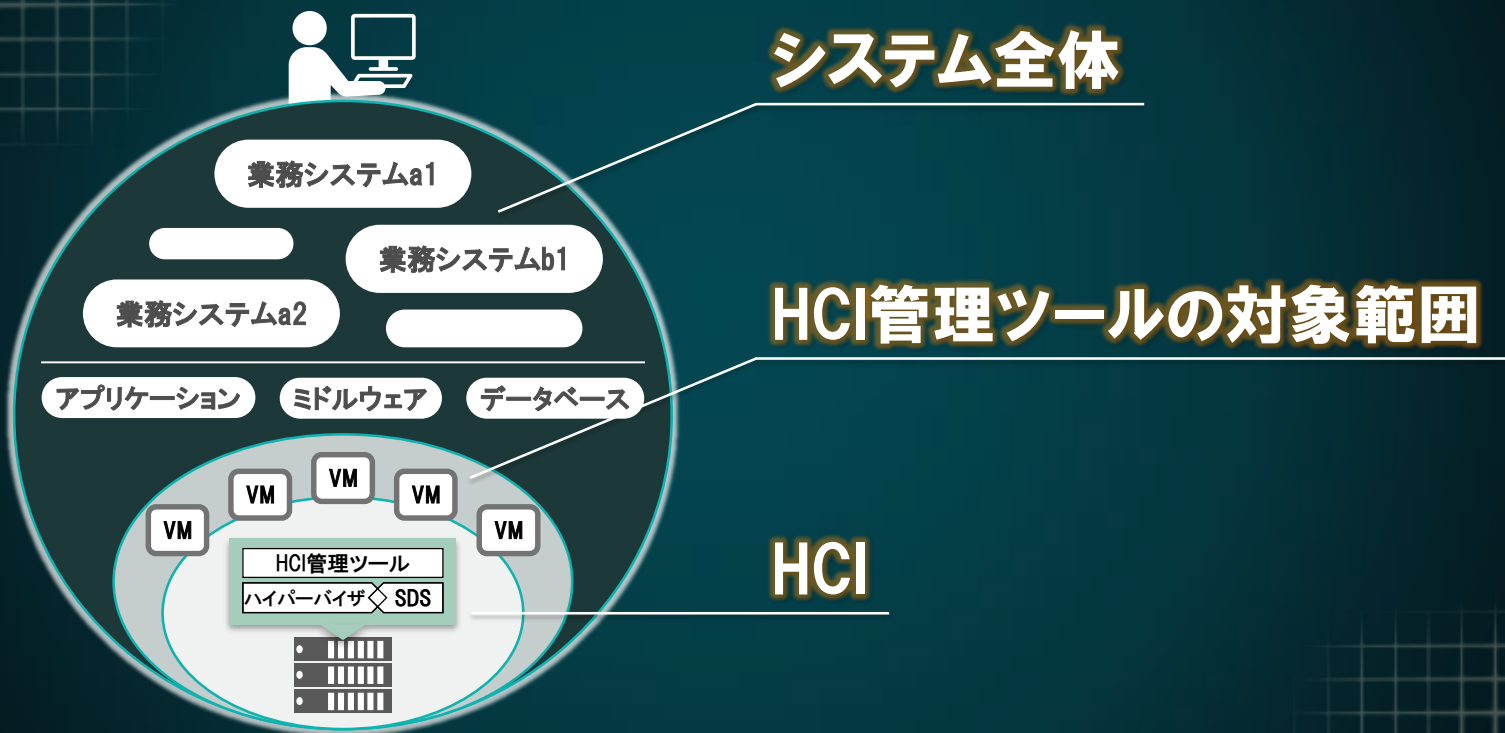 システム全体
業務システムa1
業務システムb1
業務システムa2
HCI管理ツールの対象範囲
アプリケーション
ミドルウェア
データベース
VM
VM
VM
VM
VM
HCI
HCI管理ツール
ハイパーバイザ
SDS